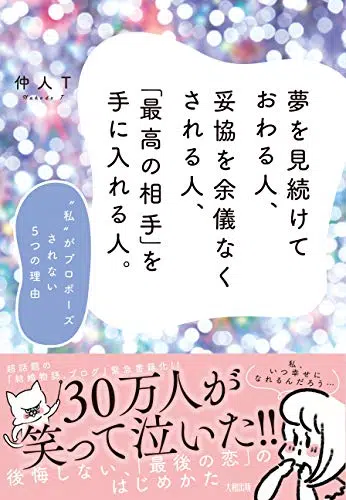 夢を見続けて
おわる人、
妥協を余儀なく
される人、
「最高の相手」を
手に入れる人。
仲人T
Nakodo T
“私”がプロポーズ
されない
5つの理由
超話題の
「結婚物語。ブログ」緊急書籍化!!
30万人が
笑って泣いた!!
後悔しない、「最後の恋」の
はじめかた
私、
いつ幸せに
なれるんだろう…
大和出版